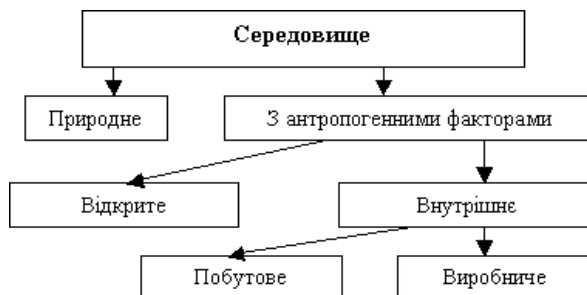 Середовище
Природне
З антропогенними факторами
Відкрите
Внутрішнє
Побутове
Виробниче